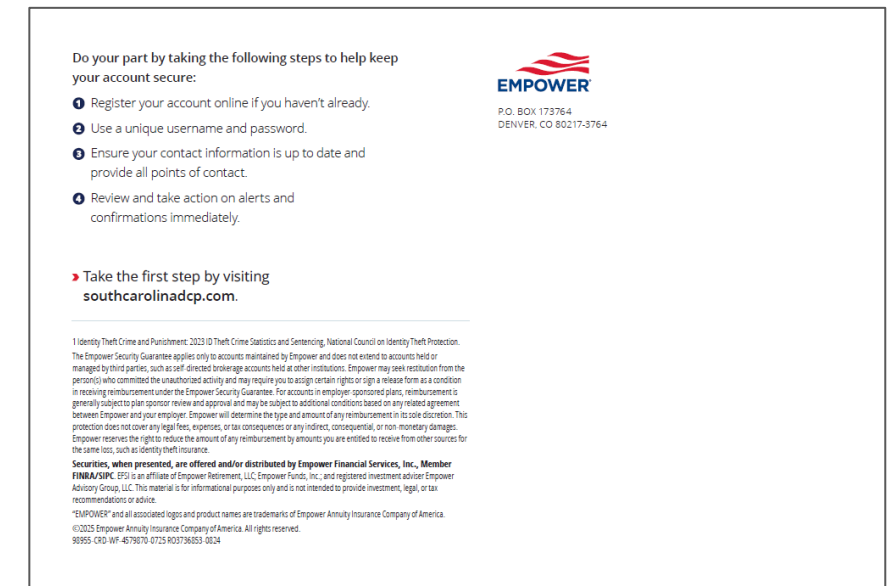 Do your part by taking the following steps to help keep
your account secure:
1 Register your account online if you haven't already.
2 Use a unique username and password.
3 Ensure your contact information is up to date and
provide all points of contact.
4 Review and take action on alerts and
confirmations immediately.
Take the first step by visiting
southcarolinadcp.com.
EMPOWER
P.O. BOX 173764
DENVER, CO 80217-3764
1 Identity Theft Crime and Punishment: 2023 ID Theft Crime Statistics and Sentencing, National Council on Identity Theft Protection.
The Empower Security Guarantee applies only to accounts maintained by Empower and does not extend to accounts held or
managed by third parties, such as self-directed brokerage accounts held at other institutions. Empower may seek restitution from the
person(s) who committed the unauthorized activity and may require you to assign certain rights or sign a release form as a condition
in receiving reimbursement under the Empower Security Guarantee. For accounts in employer-sponsored plans, reimbursement is
generally subject to plan sponsor review and approval and may be subject to additional conditions based on any related agreement
between Empower and your employer. Empower will determine the type and amount of any reimbursement in its sole discretion. This
protection does not cover any legal fees, expenses, or tax consequences or any indirect, consequential, or non-monetary damages.
Empower reserves the right to reduce the amount of any reimbursement by amounts you are entitled to receive from other sources for
the same loss, such as identity theft insurance.
Securities, when presented, are offered and/or distributed by Empower Financial Services, Inc., Member
FINRA/SIPC. EFSI is an affiliate of Empower Retirement, LLC; Empower Funds, Inc.; and registered investment adviser Empower
Advisory Group, LLC. This material is for informational purposes only and is not intended to provide investment, legal, or tax
recommendations or advice.
"EMPOWER" and all associated logos and product names are trademarks of Empower Annuity Insurance Company of America.
©2025 Empower Annuity Insurance Company of America. All rights reserved.
98955-CRD-WF-4579870-0725 RO3736853-0824